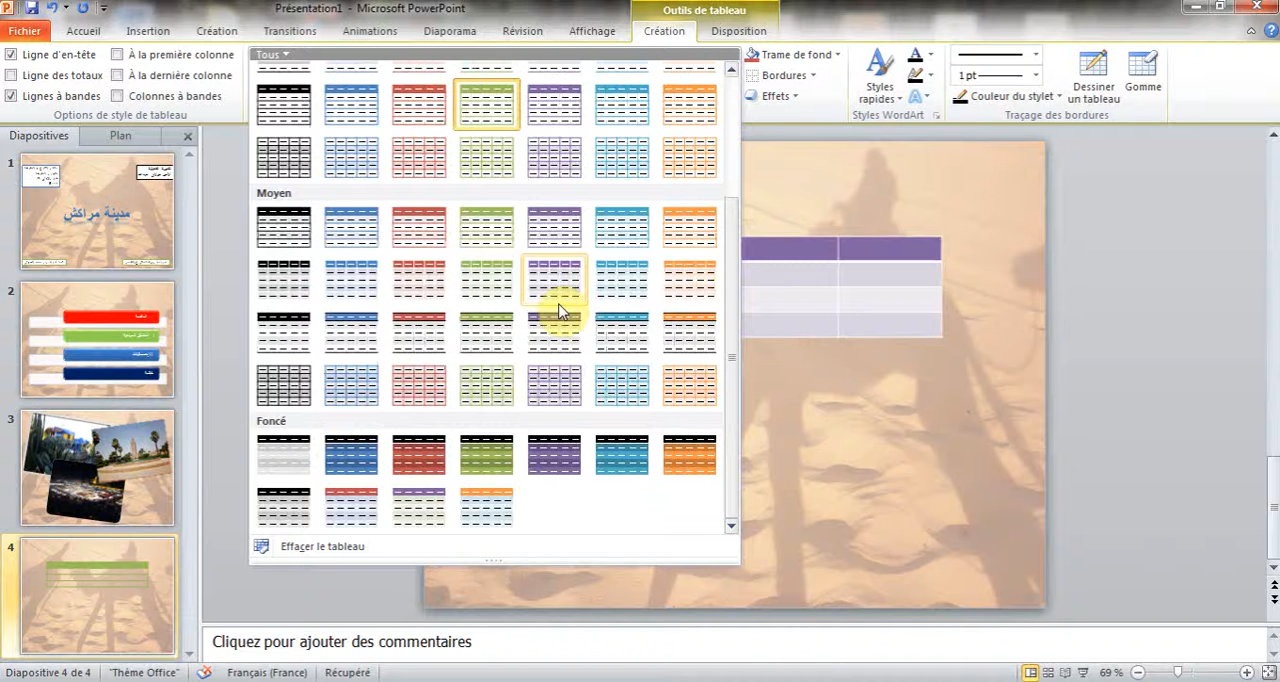 Présentation1 - Microsoft PowerPoint
Outils de tableau
Fichier Accueil Insertion Création Transitions Animations Diaporama Révision Affichage Création Disposition
Ligne d'en-tête À la première colonne
Ligne des totaux À la dernière colonne
Lignes à bandes Colonnes à bandes
Options de style de tableau
Tous
Trame de fond
Bordures
Effets
Styles rapides
Styles WordArt
1 pt
Couleur du stylet
Dessiner un tableau
Gomme
Traçage des bordures
Diapositives Plan
1
مدينة مراكش
2
3
4
Moyen
Foncé
Effacer le tableau
Cliquez pour ajouter des commentaires
Diapositive 4 de 4 "Thème Office" Français (France) Récupéré 69 %